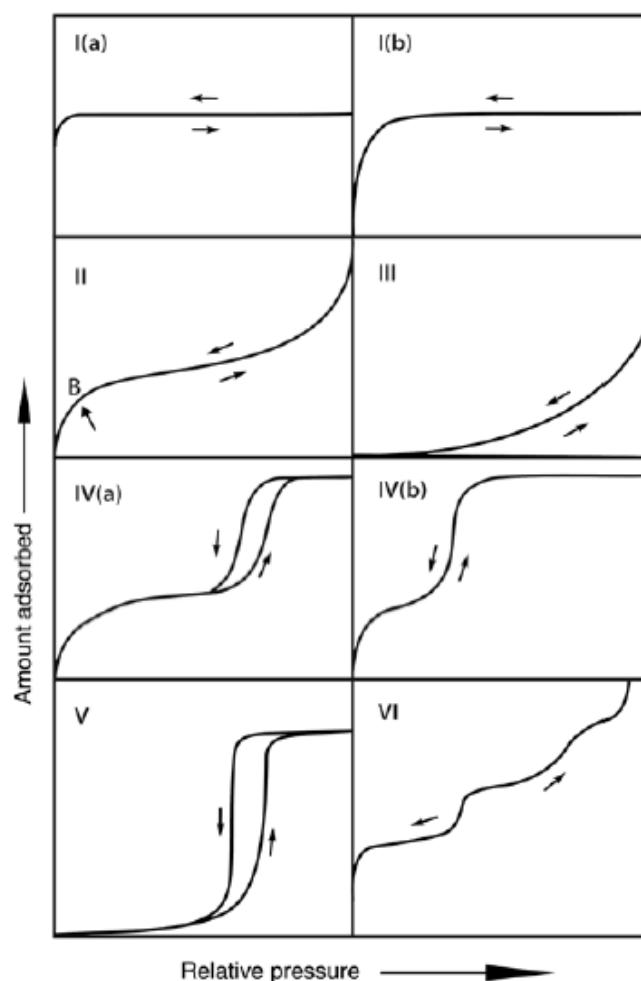 I(a)
I(b)
II
III
B
IV(a)
IV(b)
V
VI
Amount adsorbed
Relative pressure